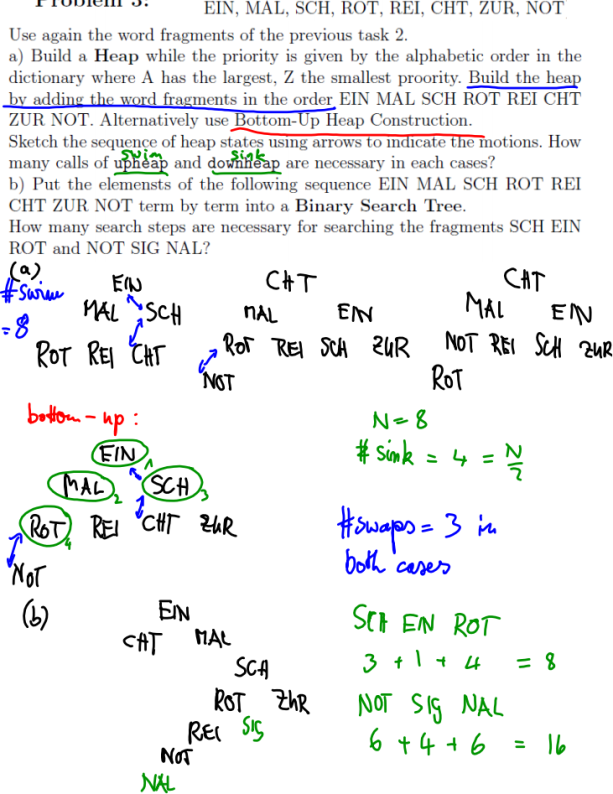 Problem 3:
EIN, MAL, SCH, ROT, REI, CHT, ZUR, NOT
Use again the word fragments of the previous task 2.
a) Build a Heap while the priority is given by the alphabetic order in the
dictionary where A has the largest, Z the smallest proority. Build the heap
by adding the word fragments in the order EIN MAL SCH ROT REI CHT
ZUR NOT. Alternatively use Bottom-Up Heap Construction.
Sketch the sequence of heap states using arrows to indicate the motions. How
swim sink
many calls of upheap and downheap are necessary in each cases?
b) Put the elemensts of the following sequence EIN MAL SCH ROT REI
CHT ZUR NOT term by term into a Binary Search Tree.
How many search steps are necessary for searching the fragments SCH EIN
ROT and NOT SIG NAL?
(a)
#swim
= 8
EIN
MAL SCH
ROT REI CHT
CHT
MAL EIN
ROT REI SCH ZUR
NOT
CHT
MAL EIN
NOT REI SCH ZUR
ROT
bottom-up:
EIN 1
MAL 2 SCH 3
ROT 4 REI CHT ZUR
NOT
N=8
# sink = 4 = N/2
#swaps = 3 in
both cases
(b)
EIN
CHT MAL
SCH
ROT ZUR
REI SIG
NOT
NAL
SCH EIN ROT
3 + 1 + 4 = 8
NOT SIG NAL
6 + 4 + 6 = 16